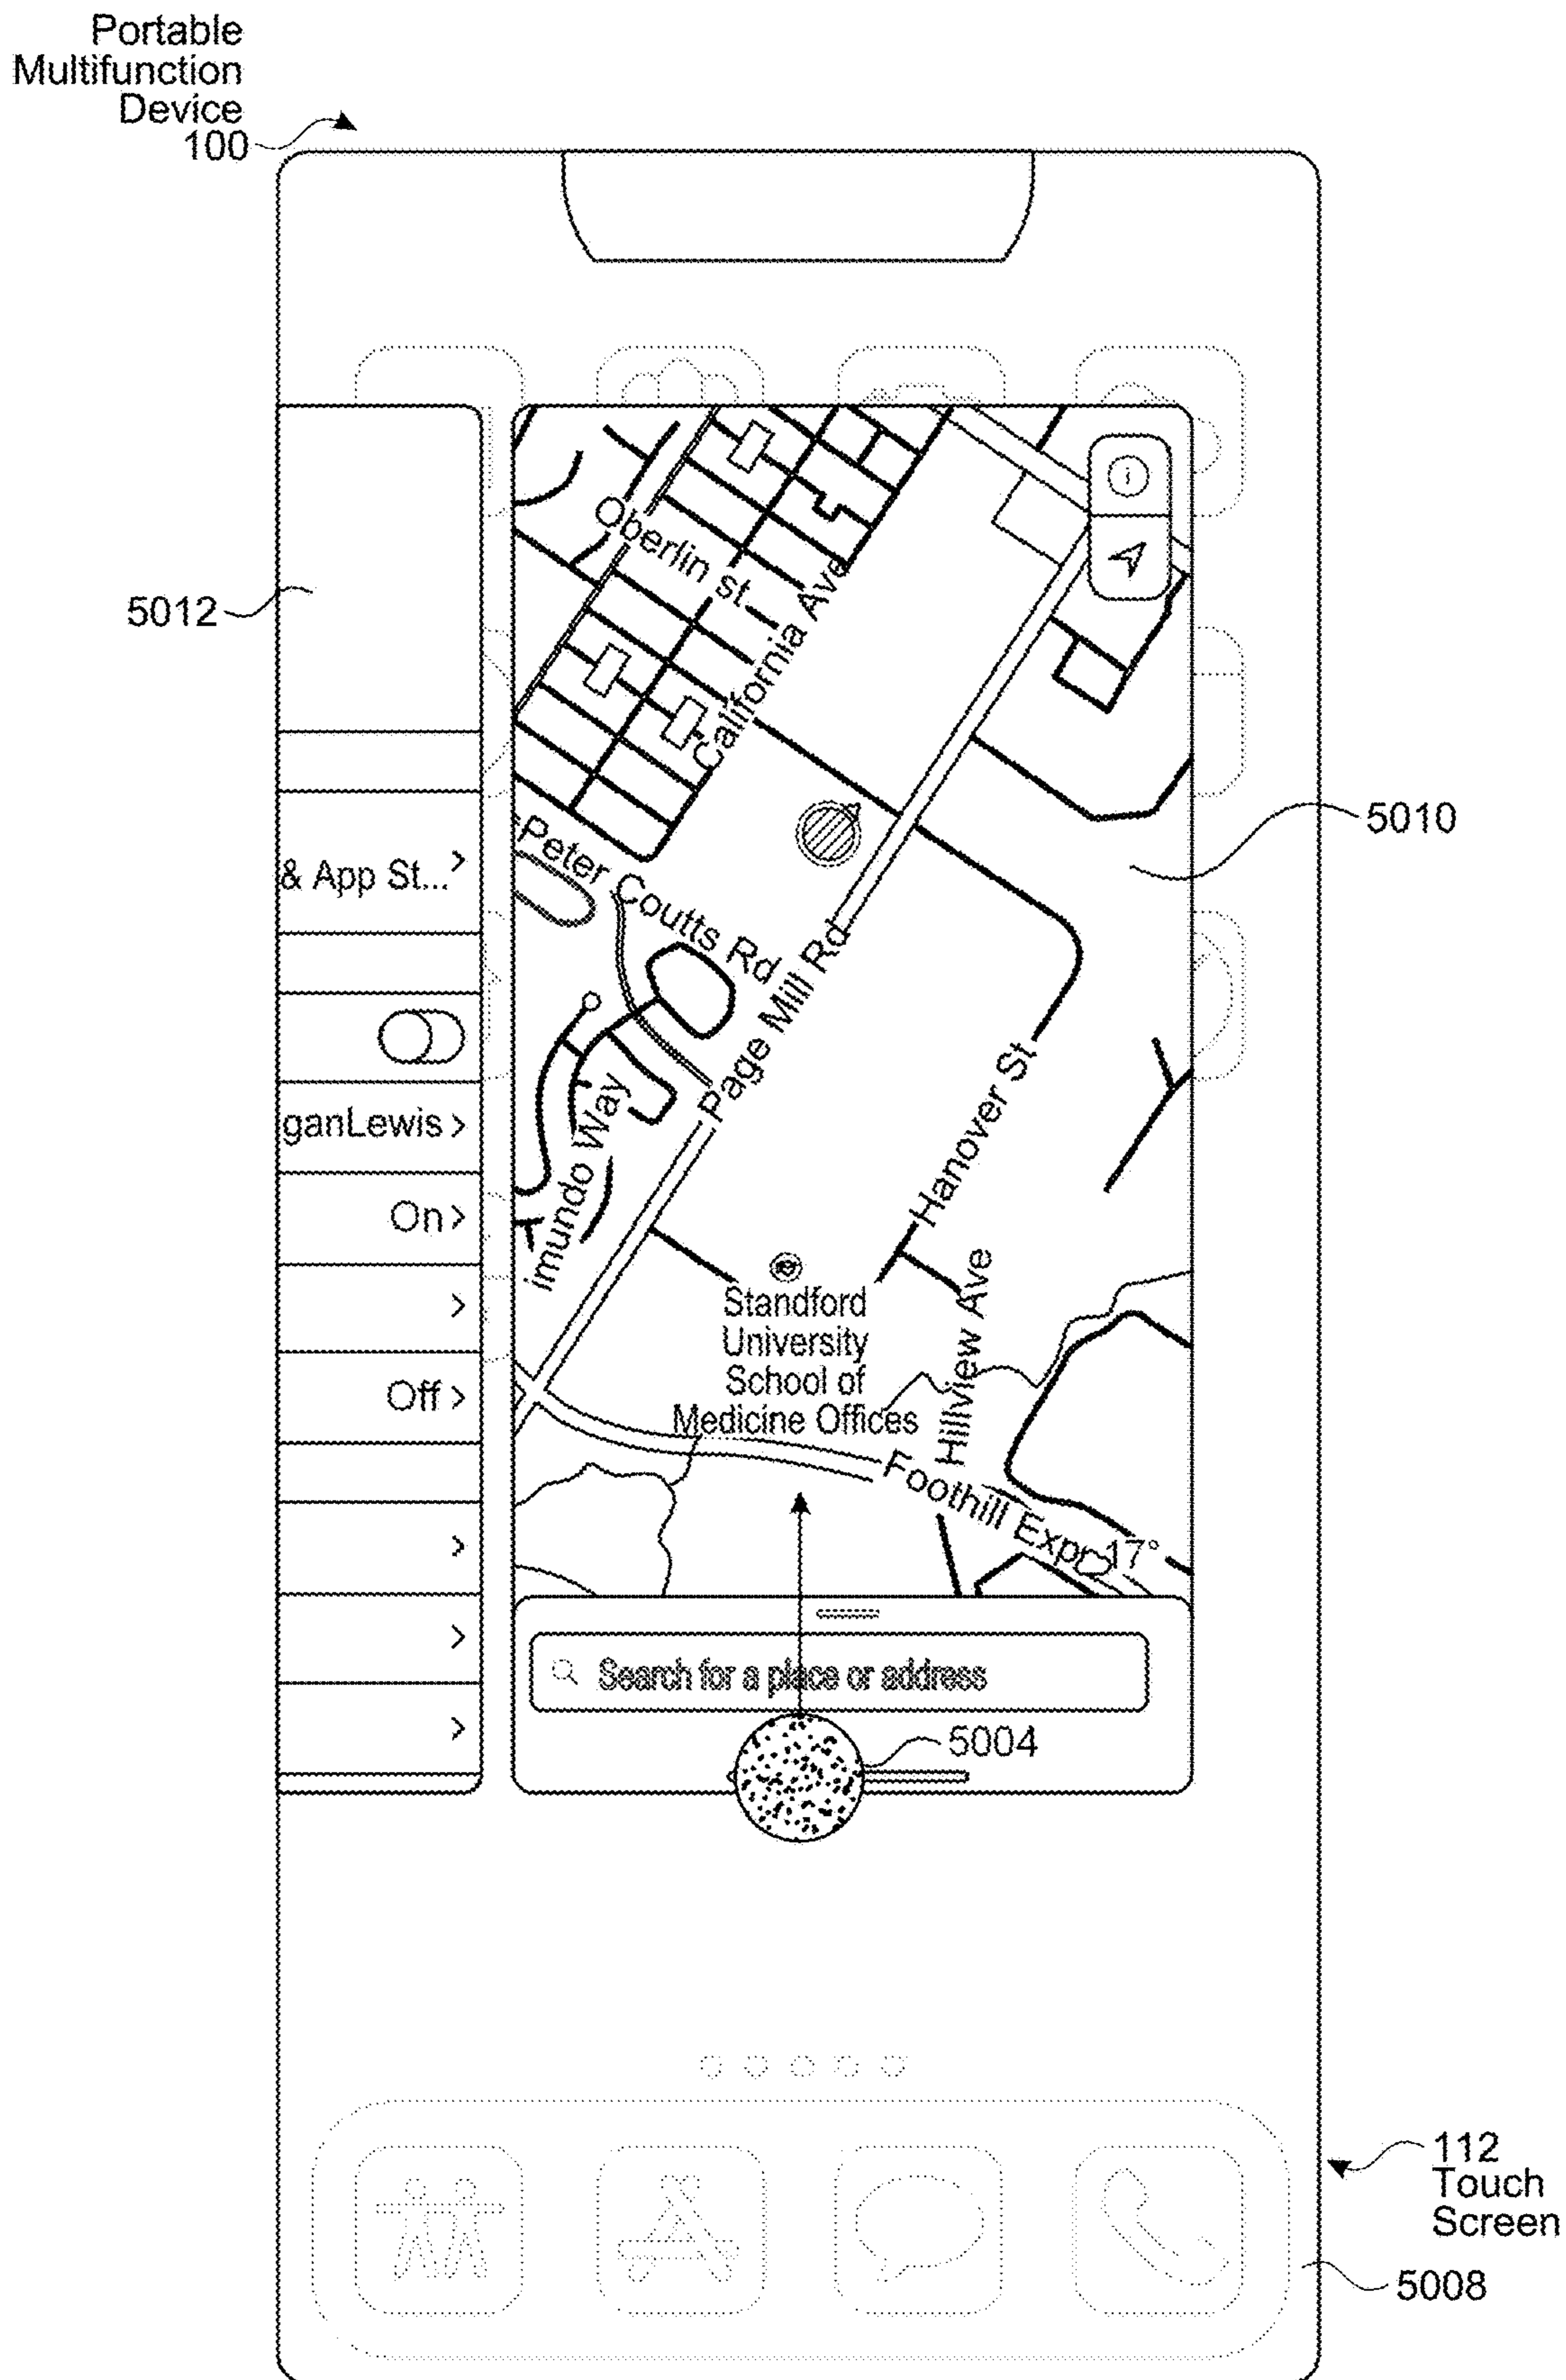 Portable
Multifunction
Device
100
5012
Oberlin st
California Ave
5010
& App St...
Peter Coutts Rd
Page Mill Rd
ganLewis
imundo Way
Hanover St
On
Standford
University
School of
Medicine Offices
Hillview Ave
Off
Foothill Expr
17°
Search for a place or address
5004
112
Touch
Screen
5008